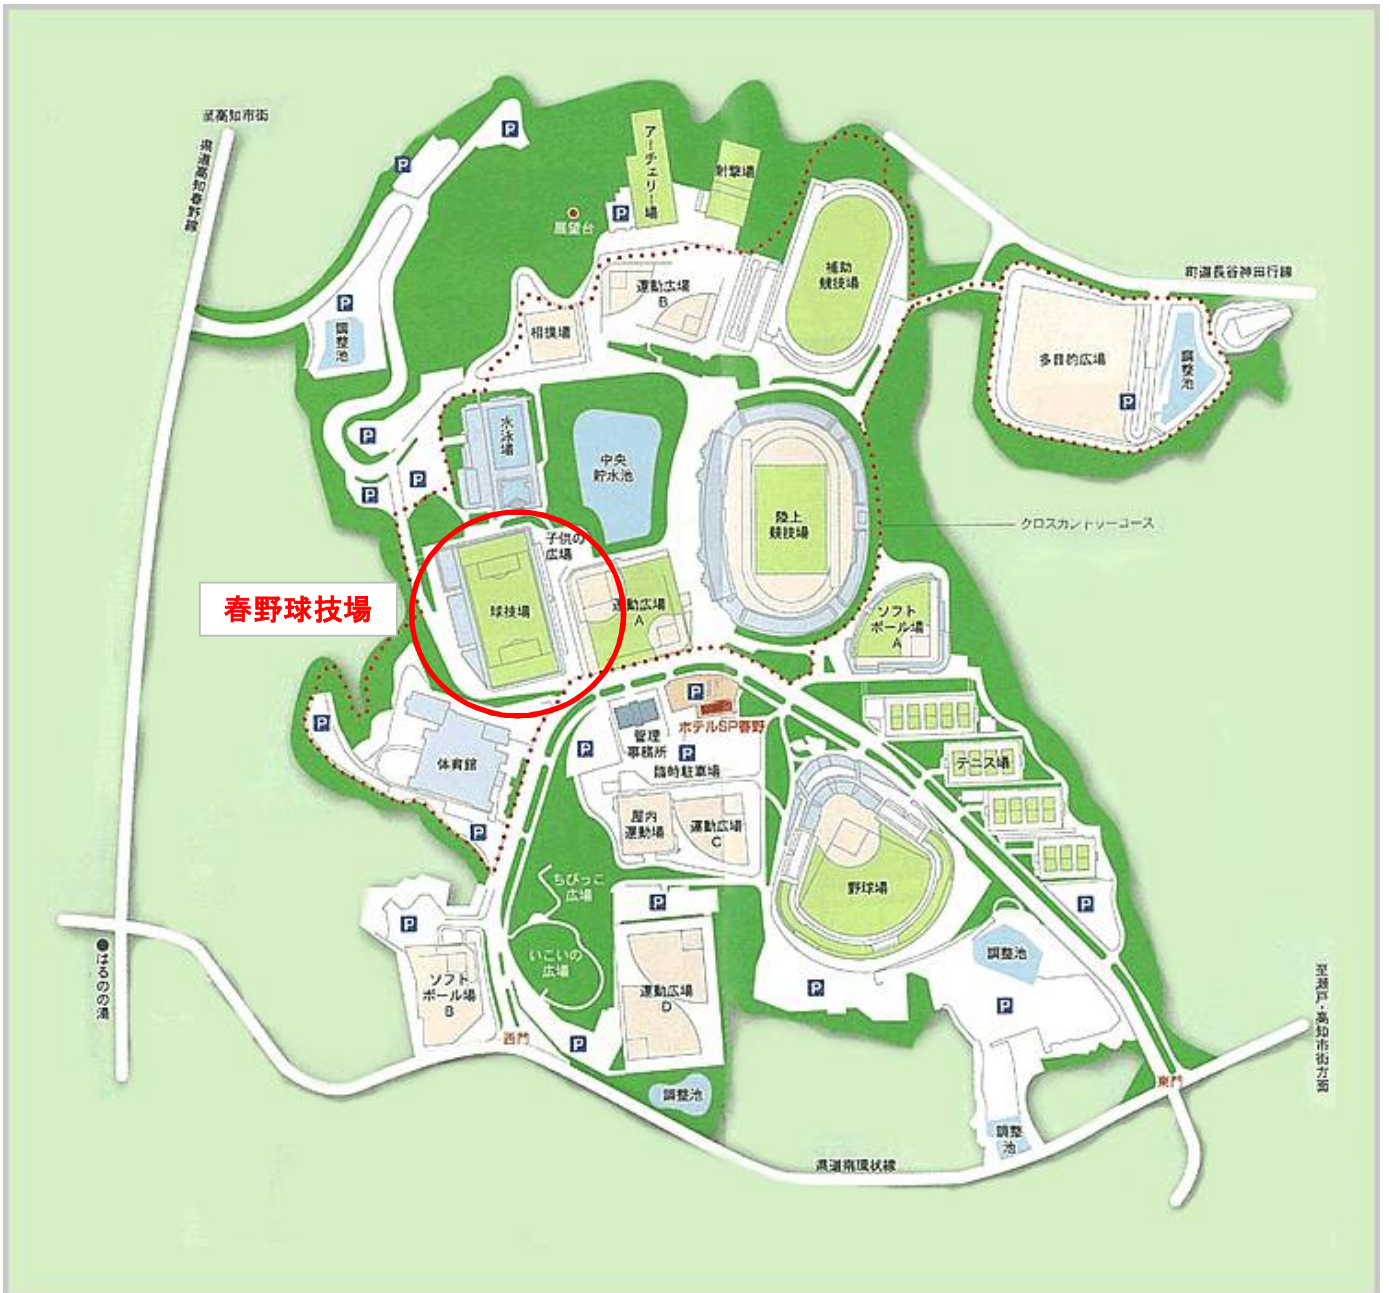 至高知市街
県道高知春野線
P
P
アーチェリー場
射撃場
P
展望台
補助
競技場
町道長谷神田行線
P
調整
池
運動広場
B
相撲場
多目的広場
P
調整
池
水泳場
中央
貯水池
P
P
P
陸上
競技場
クロスカントリーコース
子供の
広場
春野球技場
球技場
運動広場
A
ソフト
ボール場
A
P
P
ホテルSP春野
管理
事務所
P
P
臨時駐車場
体育館
テニス場
P
屋内
運動場
運動広場
C
野球場
ちびっこ
広場
P
P
P
いこいの
広場
ソフト
ボール場
B
運動広場
D
調整池
P
P
はるのの湯
西門
P
至瀬戸・高知市街方面
東門
調整池
調整
池
県道南環状線